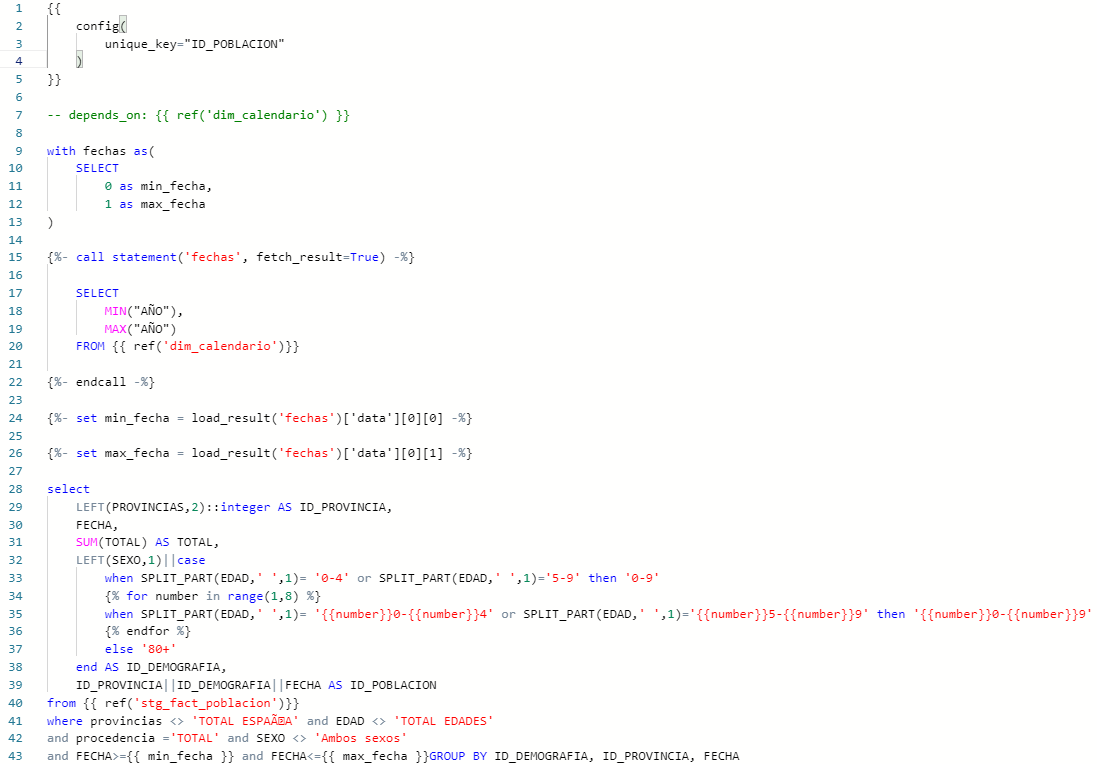 1 {{
2 config(
3 unique_key="ID_POBLACION"
4 )
5 }}
6
7 -- depends_on: {{ ref('dim_calendario') }}
8
9 with fechas as(
10 SELECT
11 0 as min_fecha,
12 1 as max_fecha
13 )
14
15 {%- call statement('fechas', fetch_result=True) -%}
16
17 SELECT
18 MIN("AÑO"),
19 MAX("AÑO")
20 FROM {{ ref('dim_calendario')}}
21
22 {%- endcall -%}
23
24 {%- set min_fecha = load_result('fechas')['data'][0][0] -%}
25
26 {%- set max_fecha = load_result('fechas')['data'][0][1] -%}
27
28 select
29 LEFT(PROVINCIAS,2)::integer AS ID_PROVINCIA,
30 FECHA,
31 SUM(TOTAL) AS TOTAL,
32 LEFT(SEXO,1)||case
33 when SPLIT_PART(EDAD,' ',1)= '0-4' or SPLIT_PART(EDAD,' ',1)='5-9' then '0-9'
34 {% for number in range(1,8) %}
35 when SPLIT_PART(EDAD,' ',1)= '{{number}}0-{{number}}4' or SPLIT_PART(EDAD,' ',1)='{{number}}5-{{number}}9' then '{{number}}0-{{number}}9'
36 {% endfor %}
37 else '80+'
38 end AS ID_DEMOGRAFIA,
39 ID_PROVINCIA||ID_DEMOGRAFIA||FECHA AS ID_POBLACION
40 from {{ ref('stg_fact_poblacion')}}
41 where provincias <> 'TOTAL and EDAD <> 'TOTAL EDADES'
42 and procedencia ='TOTAL' and SEXO <> 'Ambos sexos'
43 and FECHA>={{ min_fecha }} and FECHA<={{ max_fecha }}GROUP BY ID_DEMOGRAFIA, ID_PROVINCIA, FECHA